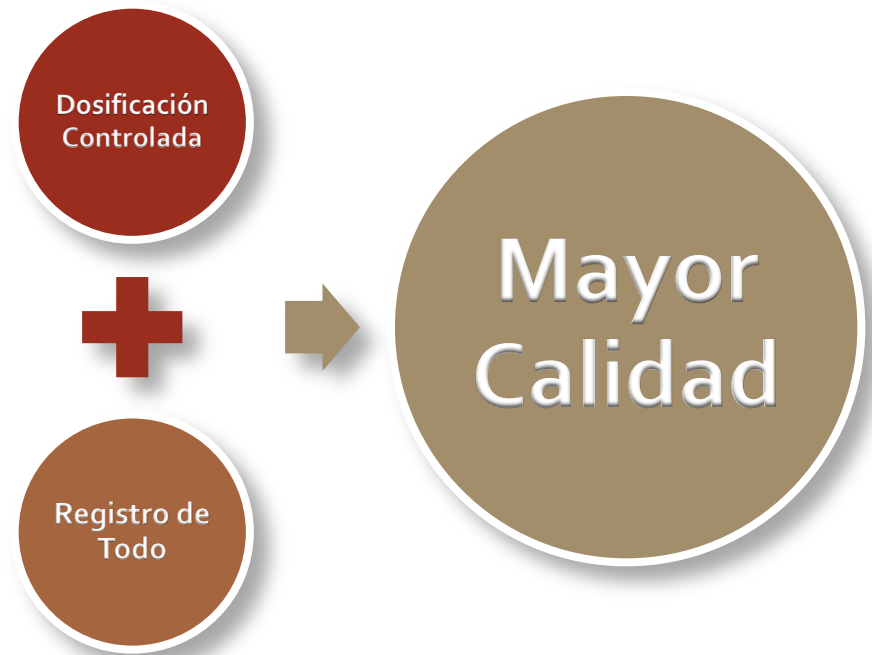 Dosificación
Controlada
Registro de
Todo
Mayor
Calidad